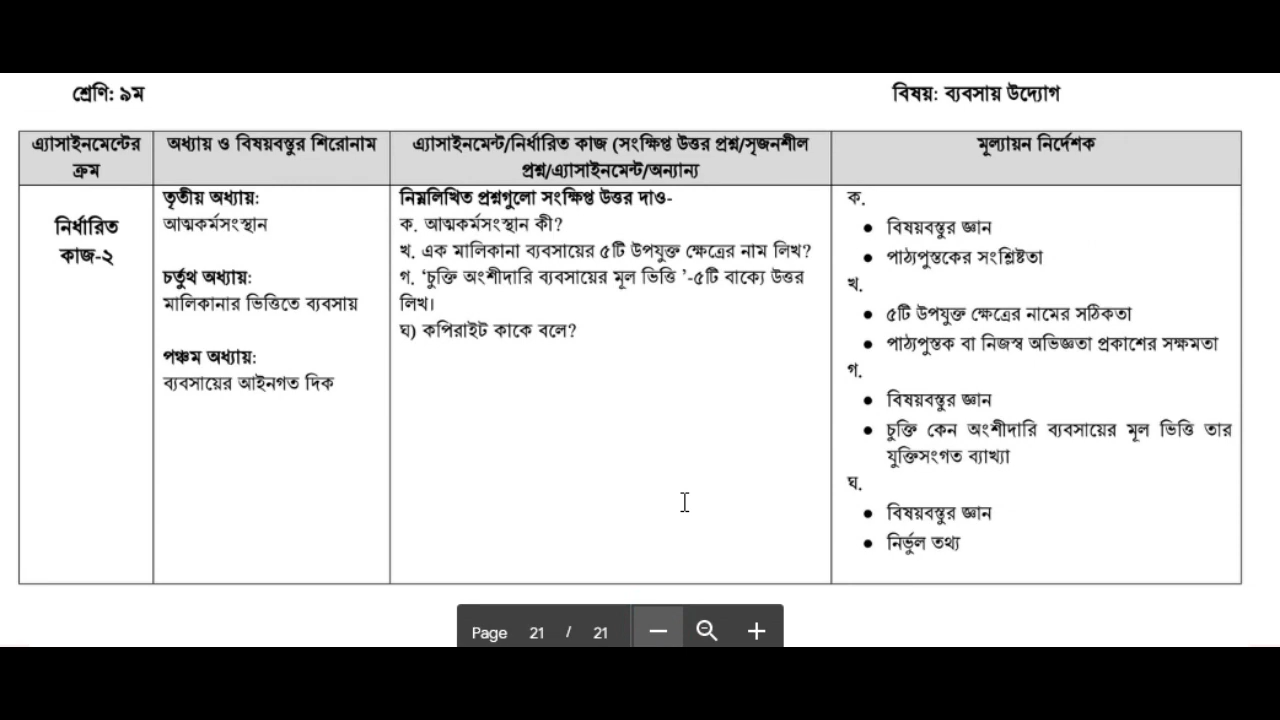 শ্রেণি: ৯ম
বিষয়: ব্যবসায় উদ্যোগ
এ্যাসাইনমেন্টের ক্রম
অধ্যায় ও বিষয়বস্তুর শিরোনাম
এ্যাসাইনমেন্ট/নির্ধারিত কাজ (সংক্ষিপ্ত উত্তর প্রশ্ন/সৃজনশীল
প্রশ্ন/এ্যাসাইনমেন্ট/অন্যান্য
মূল্যায়ন নির্দেশক
নির্ধারিত
কাজ-২
তৃতীয় অধ্যায়:
আত্মকর্মসংস্থান
চর্তুথ অধ্যায়:
মালিকানার ভিত্তিতে ব্যবসায়
পঞ্চম অধ্যায়:
ব্যবসায়ের আইনগত দিক
নিম্নলিখিত প্রশ্নগুলো সংক্ষিপ্ত উত্তর দাও-
ক. আত্মকর্মসংস্থান কী?
খ. এক মালিকানা ব্যবসায়ের ৫টি উপযুক্ত ক্ষেত্রের নাম লিখ?
গ. ‘চুক্তি অংশীদারি ব্যবসায়ের মূল ভিত্তি ’-৫টি বাক্যে উত্তর
লিখ।
ঘ) কপিরাইট কাকে বলে?
ক.
● বিষয়বস্তুর জ্ঞান
● পাঠ্যপুস্তকের সংশ্লিষ্টতা
খ.
● ৫টি উপযুক্ত ক্ষেত্রের নামের সঠিকতা
● পাঠ্যপুস্তক বা নিজস্ব অভিজ্ঞতা প্রকাশের সক্ষমতা
গ.
● বিষয়বস্তুর জ্ঞান
● চুক্তি কেন অংশীদারি ব্যবসায়ের মূল ভিত্তি তার
যুক্তিসংগত ব্যাখ্যা
ঘ.
● বিষয়বস্তুর জ্ঞান
● নির্ভুল তথ্য
Page 21 / 21